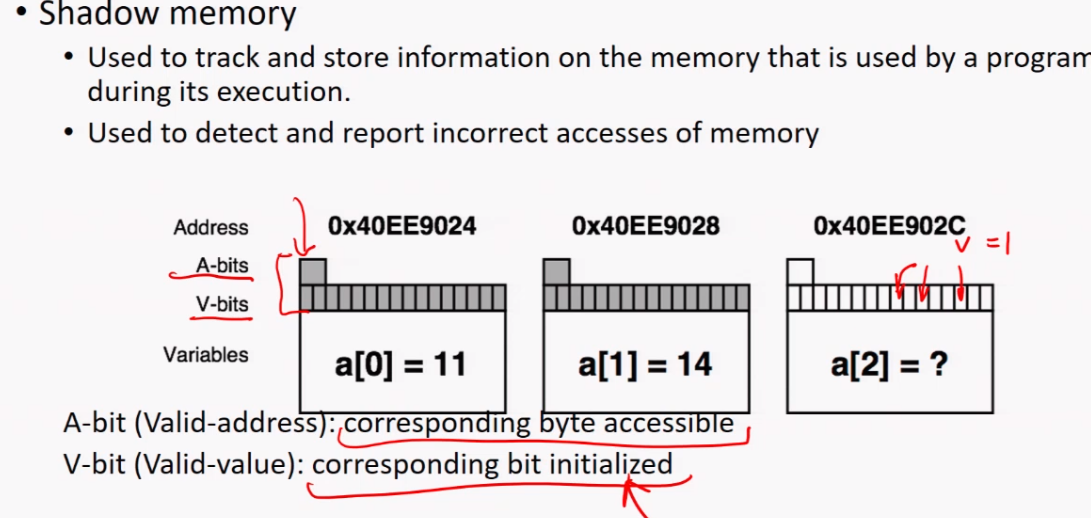 • Shadow memory
• Used to track and store information on the memory that is used by a program
during its execution.
• Used to detect and report incorrect accesses of memory
Address 0x40EE9024 0x40EE9028 0x40EE902C
V = 1
A-bits
V-bits
Variables a[0] = 11 a[1] = 14 a[2] = ?
A-bit (Valid-address): corresponding byte accessible
V-bit (Valid-value): corresponding bit initialized